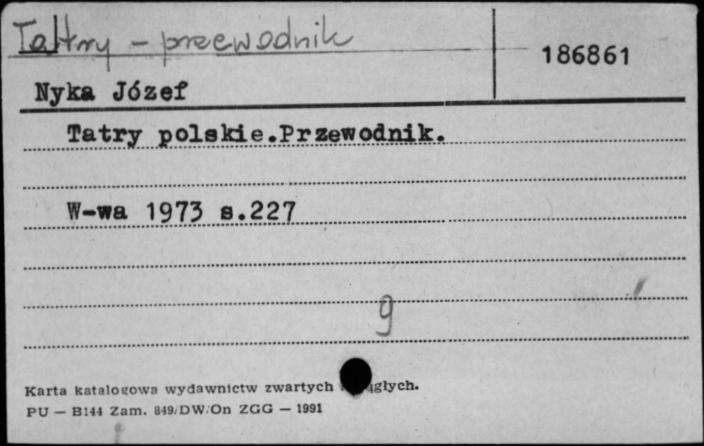 Tatry - przewodnik
186861
Nyka Józef
Tatry polskie.Przewodnik.
W-wa 1973 s.227
9
Karta katalogowa wydawnictw zwartych
PU — B144 Zam. 849/DW/On ZGG — 1991